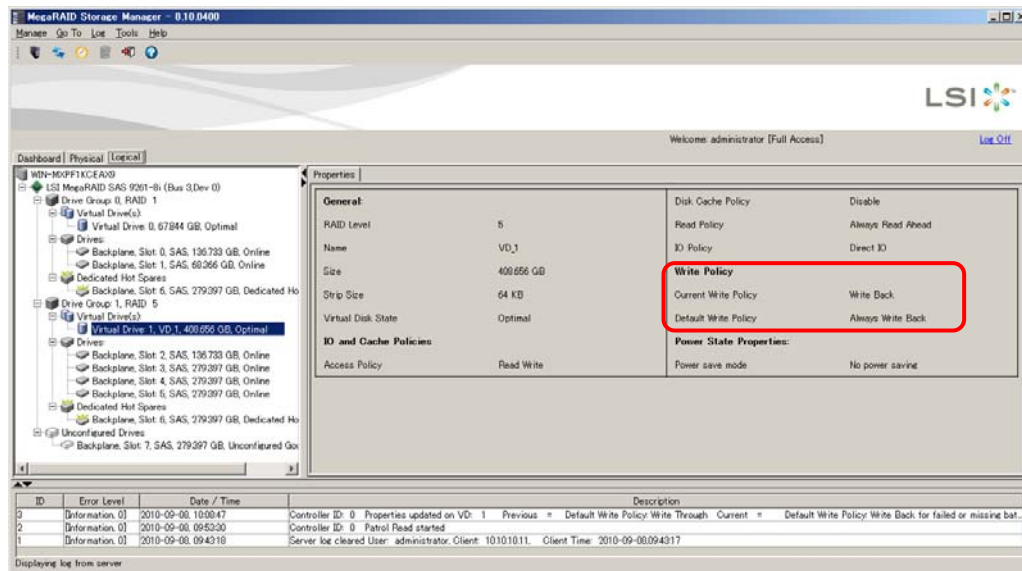 MegaRAID Storage Manager - 8.10.0400
Manage Go To Log Tools Help
LSI
Welcome: administrator [Full Access] Log Off
Dashboard Physical Logical
WIN-MXPF1KCEAX9
LSI MegaRAID SAS 9261-8i (Bus 3,Dev 0)
Drive Group: 0, RAID 1
Virtual Drive(s):
Virtual Drive: 0, 67.844 GB, Optimal
Drives:
Backplane, Slot: 0, SAS, 136.733 GB, Online
Backplane, Slot: 1, SAS, 68.366 GB, Online
Dedicated Hot Spares
Backplane, Slot: 6, SAS, 279.397 GB, Dedicated Ho
Drive Group: 1, RAID 5
Virtual Drive(s):
Virtual Drive: 1, VD_1, 408.656 GB, Optimal
Drives:
Backplane, Slot: 2, SAS, 136.733 GB, Online
Backplane, Slot: 3, SAS, 279.397 GB, Online
Backplane, Slot: 4, SAS, 279.397 GB, Online
Backplane, Slot: 5, SAS, 279.397 GB, Online
Dedicated Hot Spares
Backplane, Slot: 6, SAS, 279.397 GB, Dedicated Ho
Unconfigured Drives
Backplane, Slot: 7, SAS, 279.397 GB, Unconfigured Goo
Properties
General:
RAID Level 5
Name VD_1
Size 408.656 GB
Strip Size 64 KB
Virtual Disk State Optimal
IO and Cache Policies
Access Policy Read Write
Disk Cache Policy Disable
Read Policy Always Read Ahead
IO Policy Direct IO
Write Policy
Current Write Policy Write Back
Default Write Policy Always Write Back
Power State Properties:
Power save mode No power saving
ID Error Level Date / Time Description
3 [Information, 0] 2010-09-08, 10:08:47 Controller ID: 0 Properties updated on VD: 1 Previous = Default Write Policy: Write Through Current = Default Write Policy: Write Back for failed or missing bat...
2 [Information, 0] 2010-09-08, 09:53:30 Controller ID: 0 Patrol Read started
1 [Information, 0] 2010-09-08, 09:43:18 Server log cleared User: administrator, Client: 10.10.10.11, Client Time: 2010-09-08,09:43:17
Displaying log from server